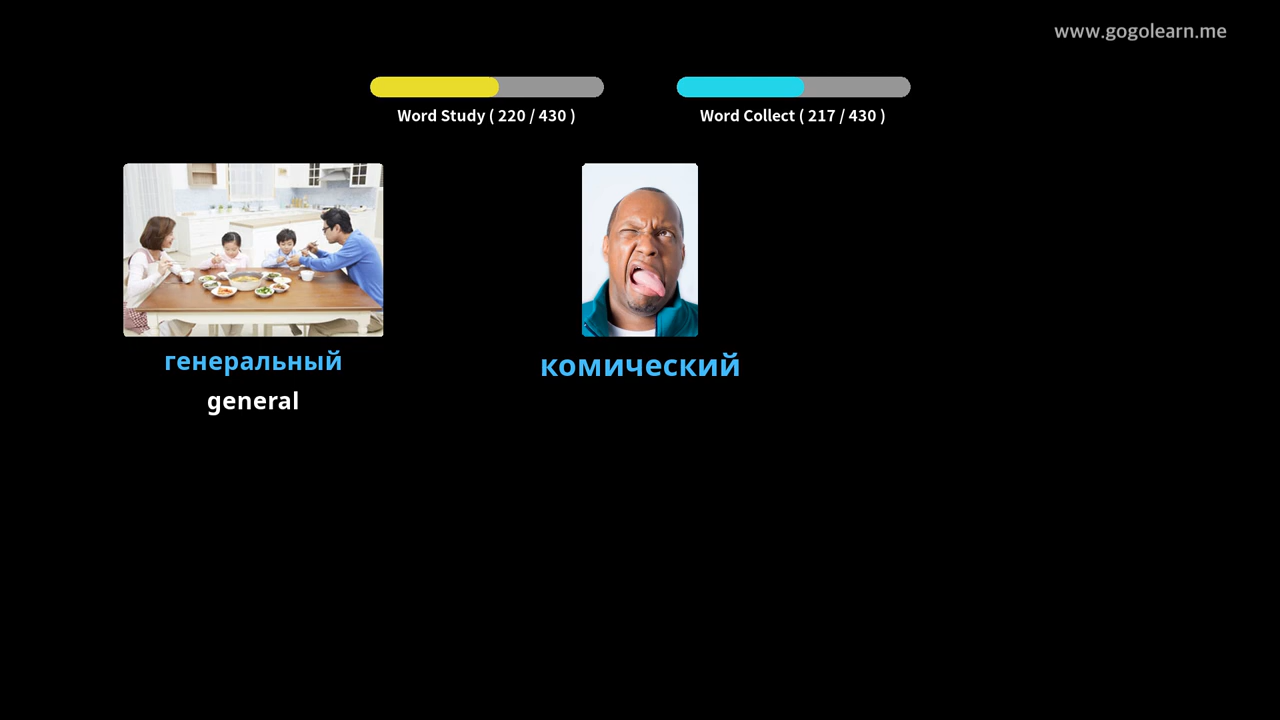 www.gogolearn.me
Word Study ( 220 / 430 )
Word Collect ( 217 / 430 )
генеральный
general
комический